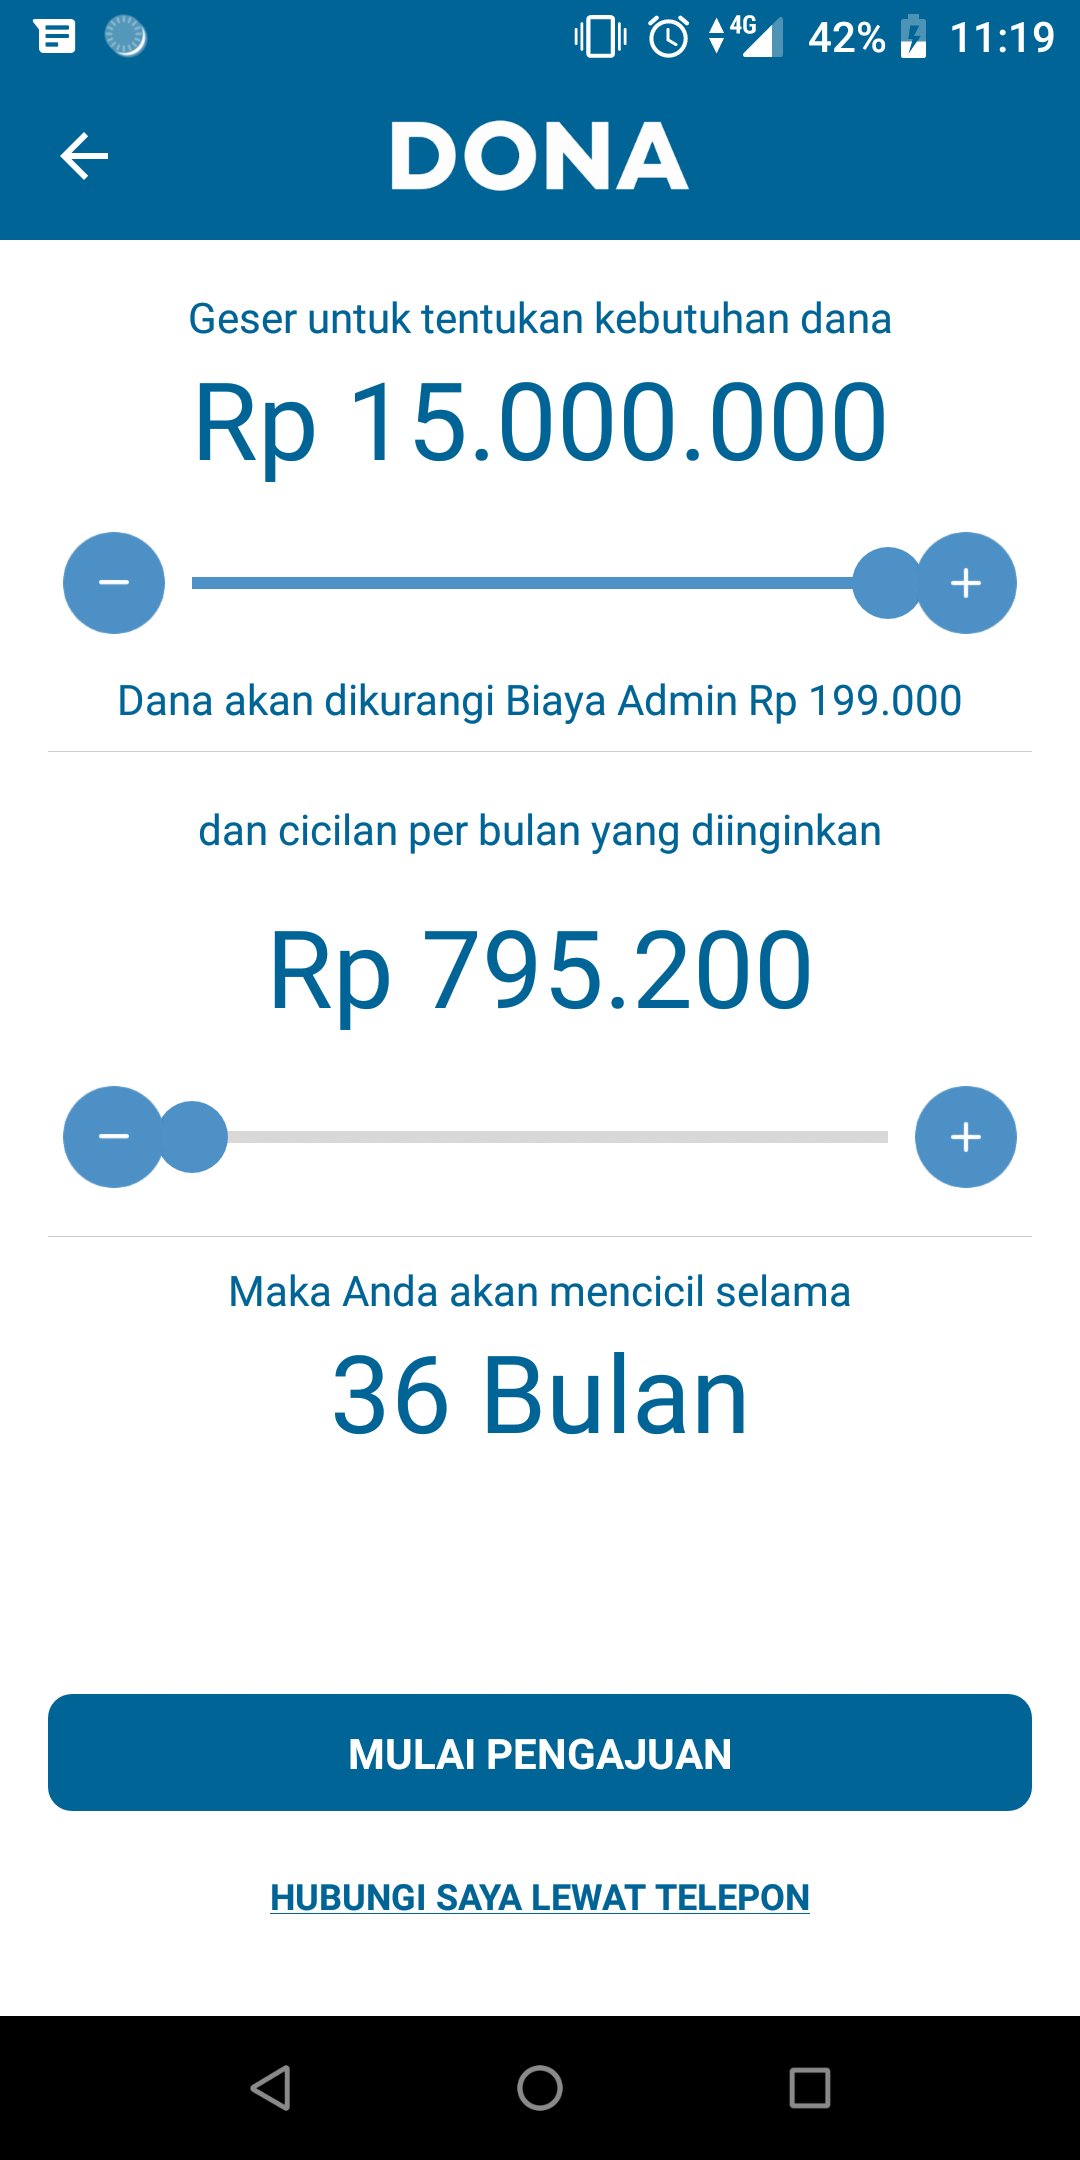 4G 42% 11:19
DONA
Geser untuk tentukan kebutuhan dana
Rp 15.000.000
Dana akan dikurangi Biaya Admin Rp 199.000
dan cicilan per bulan yang diinginkan
Rp 795.200
Maka Anda akan mencicil selama
36 Bulan
MULAI PENGAJUAN
HUBUNGI SAYA LEWAT TELEPON